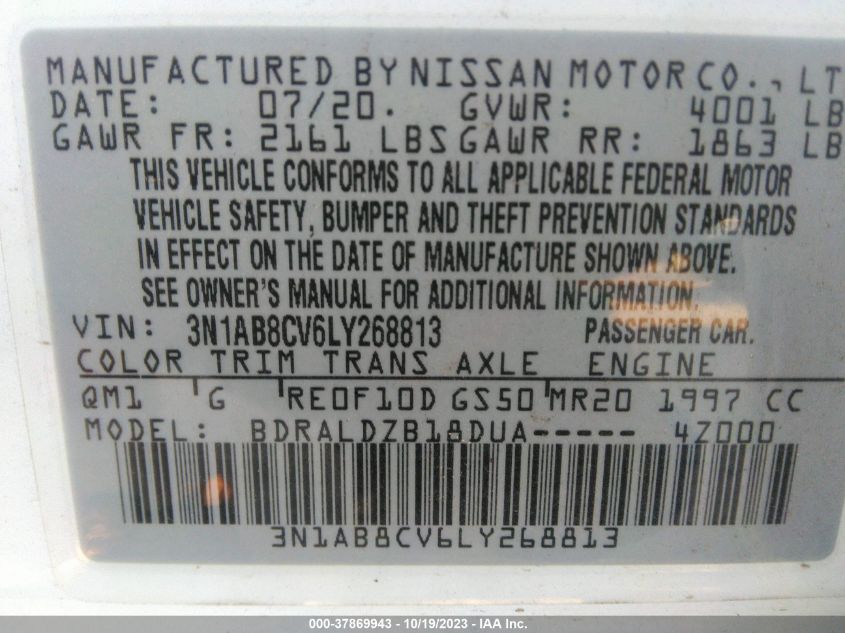 MANUFACTURED BY NISSAN MOTOR CO., LT
DATE: 07/20. GVWR: 4001 LB
GAWR FR: 2161 LBS GAWR RR: 1863 LB
THIS VEHICLE CONFORMS TO ALL APPLICABLE FEDERAL MOTOR
VEHICLE SAFETY, BUMPER AND THEFT PREVENTION STANDARDS
IN EFFECT ON THE DATE OF MANUFACTURE SHOWN ABOVE.
SEE OWNER'S MANUAL FOR ADDITIONAL INFORMATION.
VIN: 3N1AB8CV6LY268813 PASSENGER CAR.
COLOR TRIM TRANS AXLE ENGINE
QM1 G RE0F10D GS50 MR20 1997 CC
MODEL: BDRALDZB18DUA----- 4Z000
3N1AB8CV6LY268813
000-37869943 - 10/19/2023 - IAA, Inc.